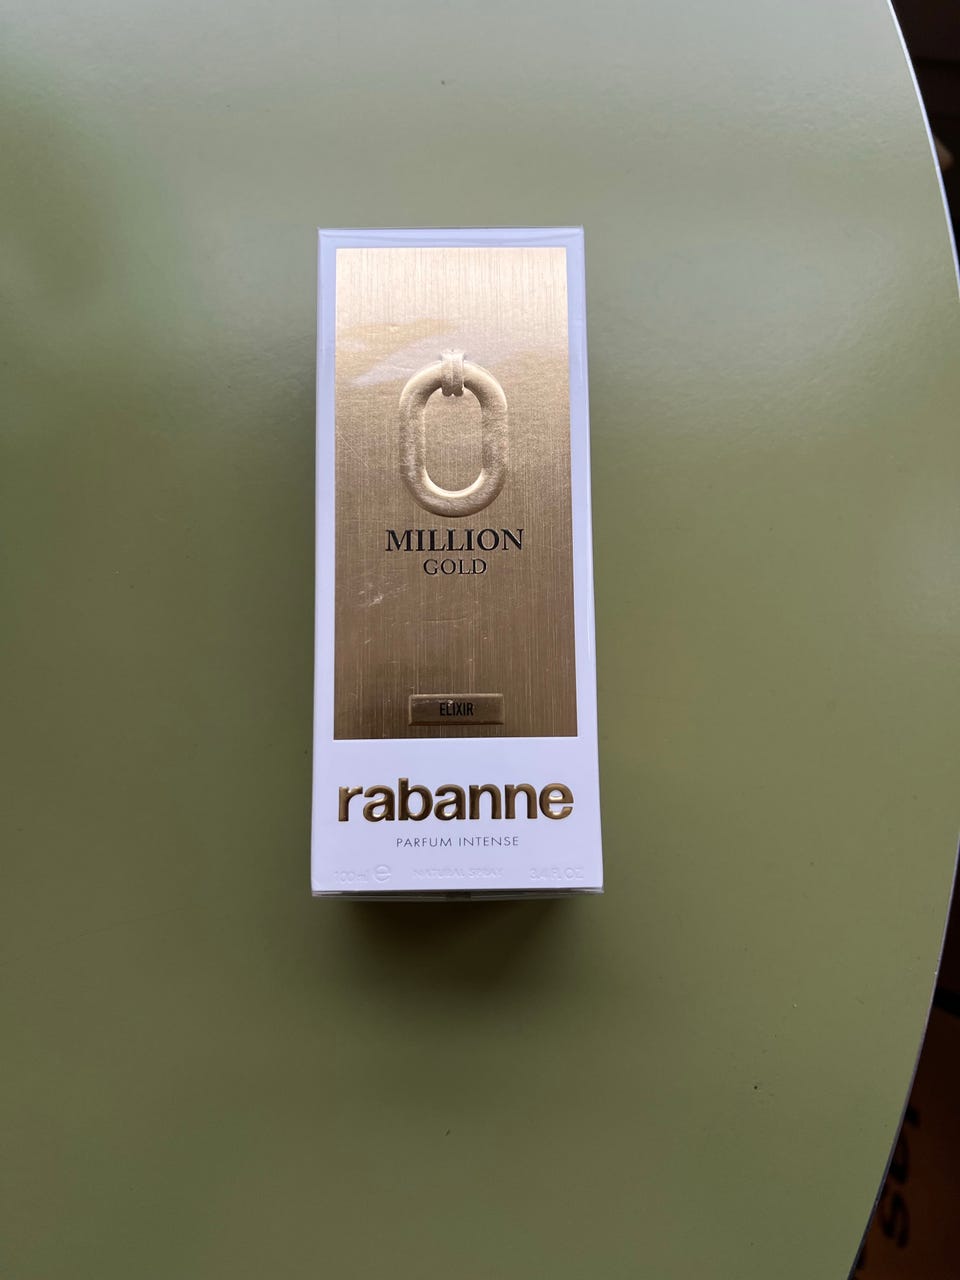 MILLION
GOLD
ELIXIR
rabanne
PARFUM INTENSE
100ml ℮ NATURAL SPRAY 3.4 FL. OZ